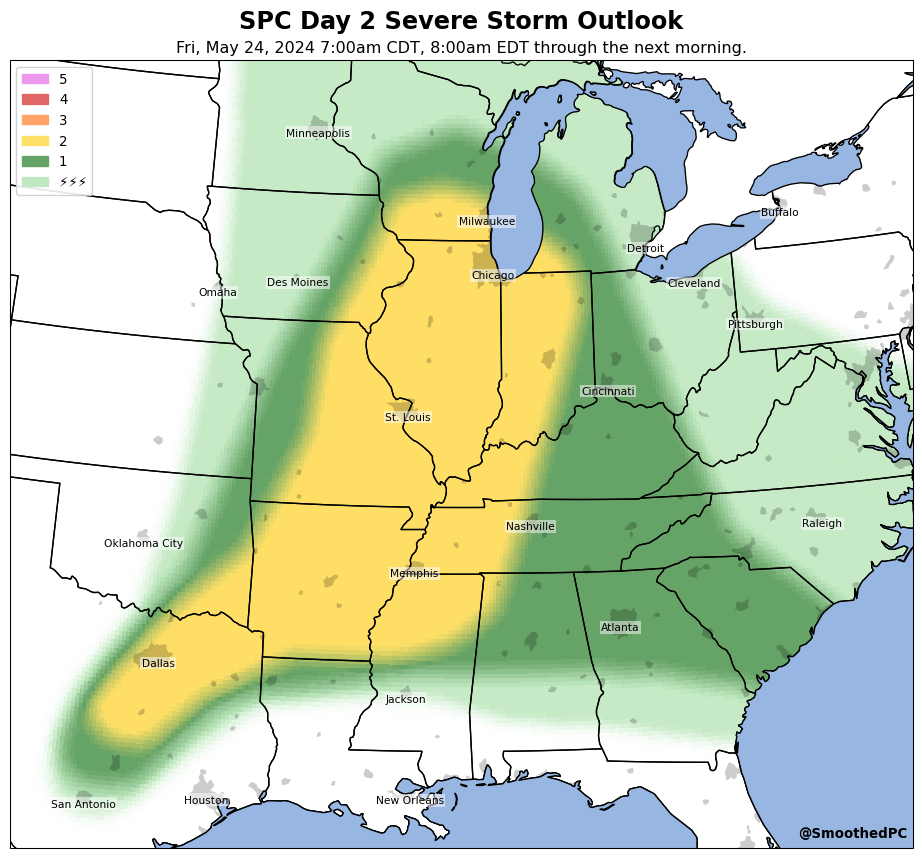 SPC Day 2 Severe Storm Outlook
Fri, May 24, 2024 7:00am CDT, 8:00am EDT through the next morning.
5
4
3
2
1
⚡⚡⚡
Minneapolis
Milwaukee
Buffalo
Detroit
Des Moines
Chicago
Cleveland
Omaha
Pittsburgh
Cincinnati
St. Louis
Oklahoma City
Nashville
Raleigh
Memphis
Atlanta
Dallas
Jackson
San Antonio
Houston
New Orleans
@SmoothedPC